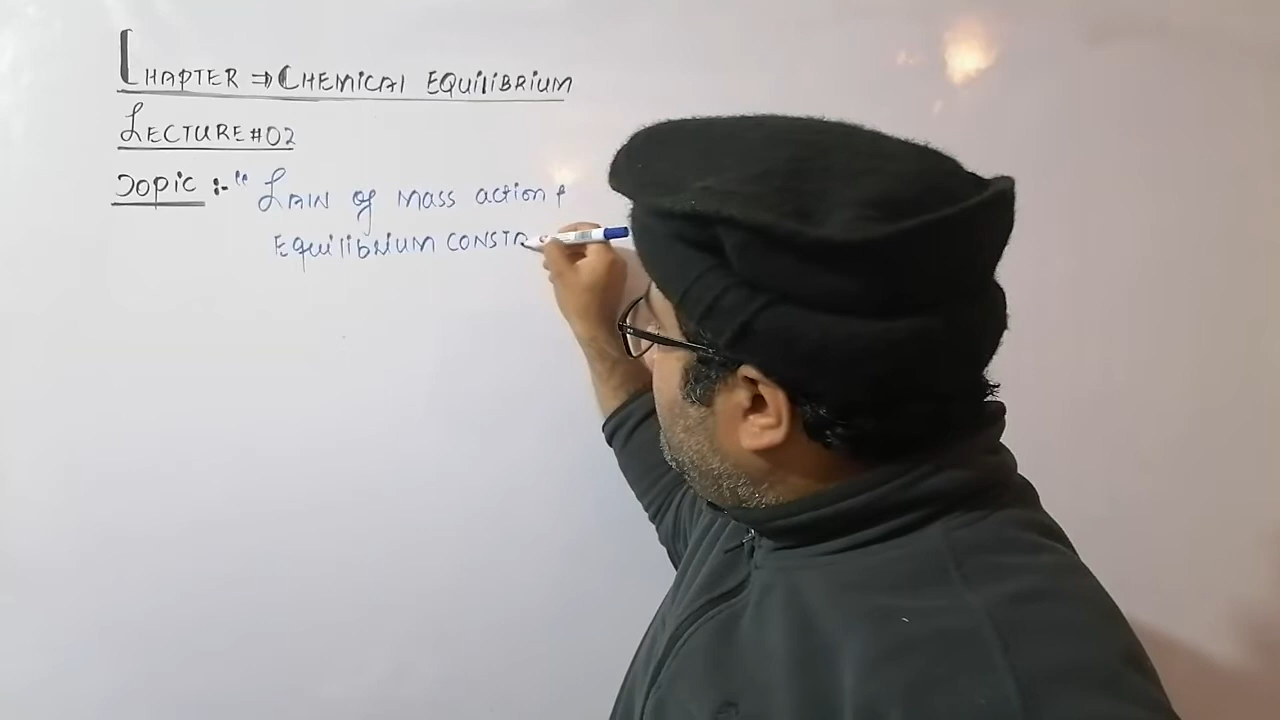 CHAPTER ⇒ CHEMICAL EQUILIBRIUM
LECTURE#02
TOPIC :- "LAW OF MASS ACTION &
EQUILIBRIUM CONSTA